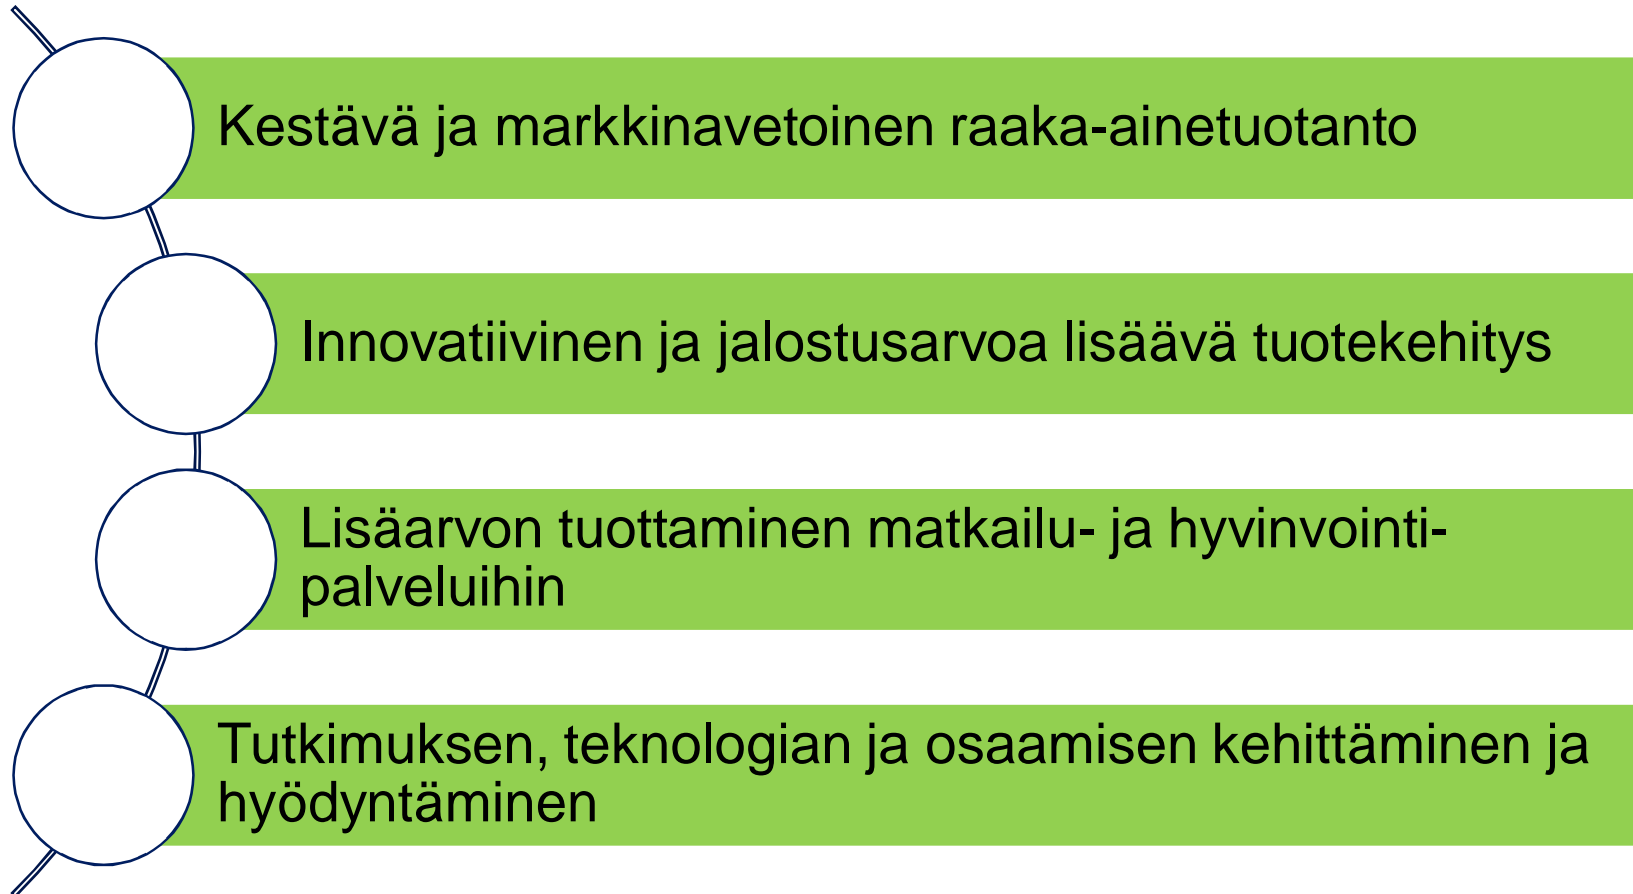 Kestävä ja markkinavetoinen raaka-ainetuotanto
Innovatiivinen ja jalostusarvoa lisäävä tuotekehitys
Lisäarvon tuottaminen matkailu- ja hyvinvointi-
palveluihin
Tutkimuksen, teknologian ja osaamisen kehittäminen ja
hyödyntäminen